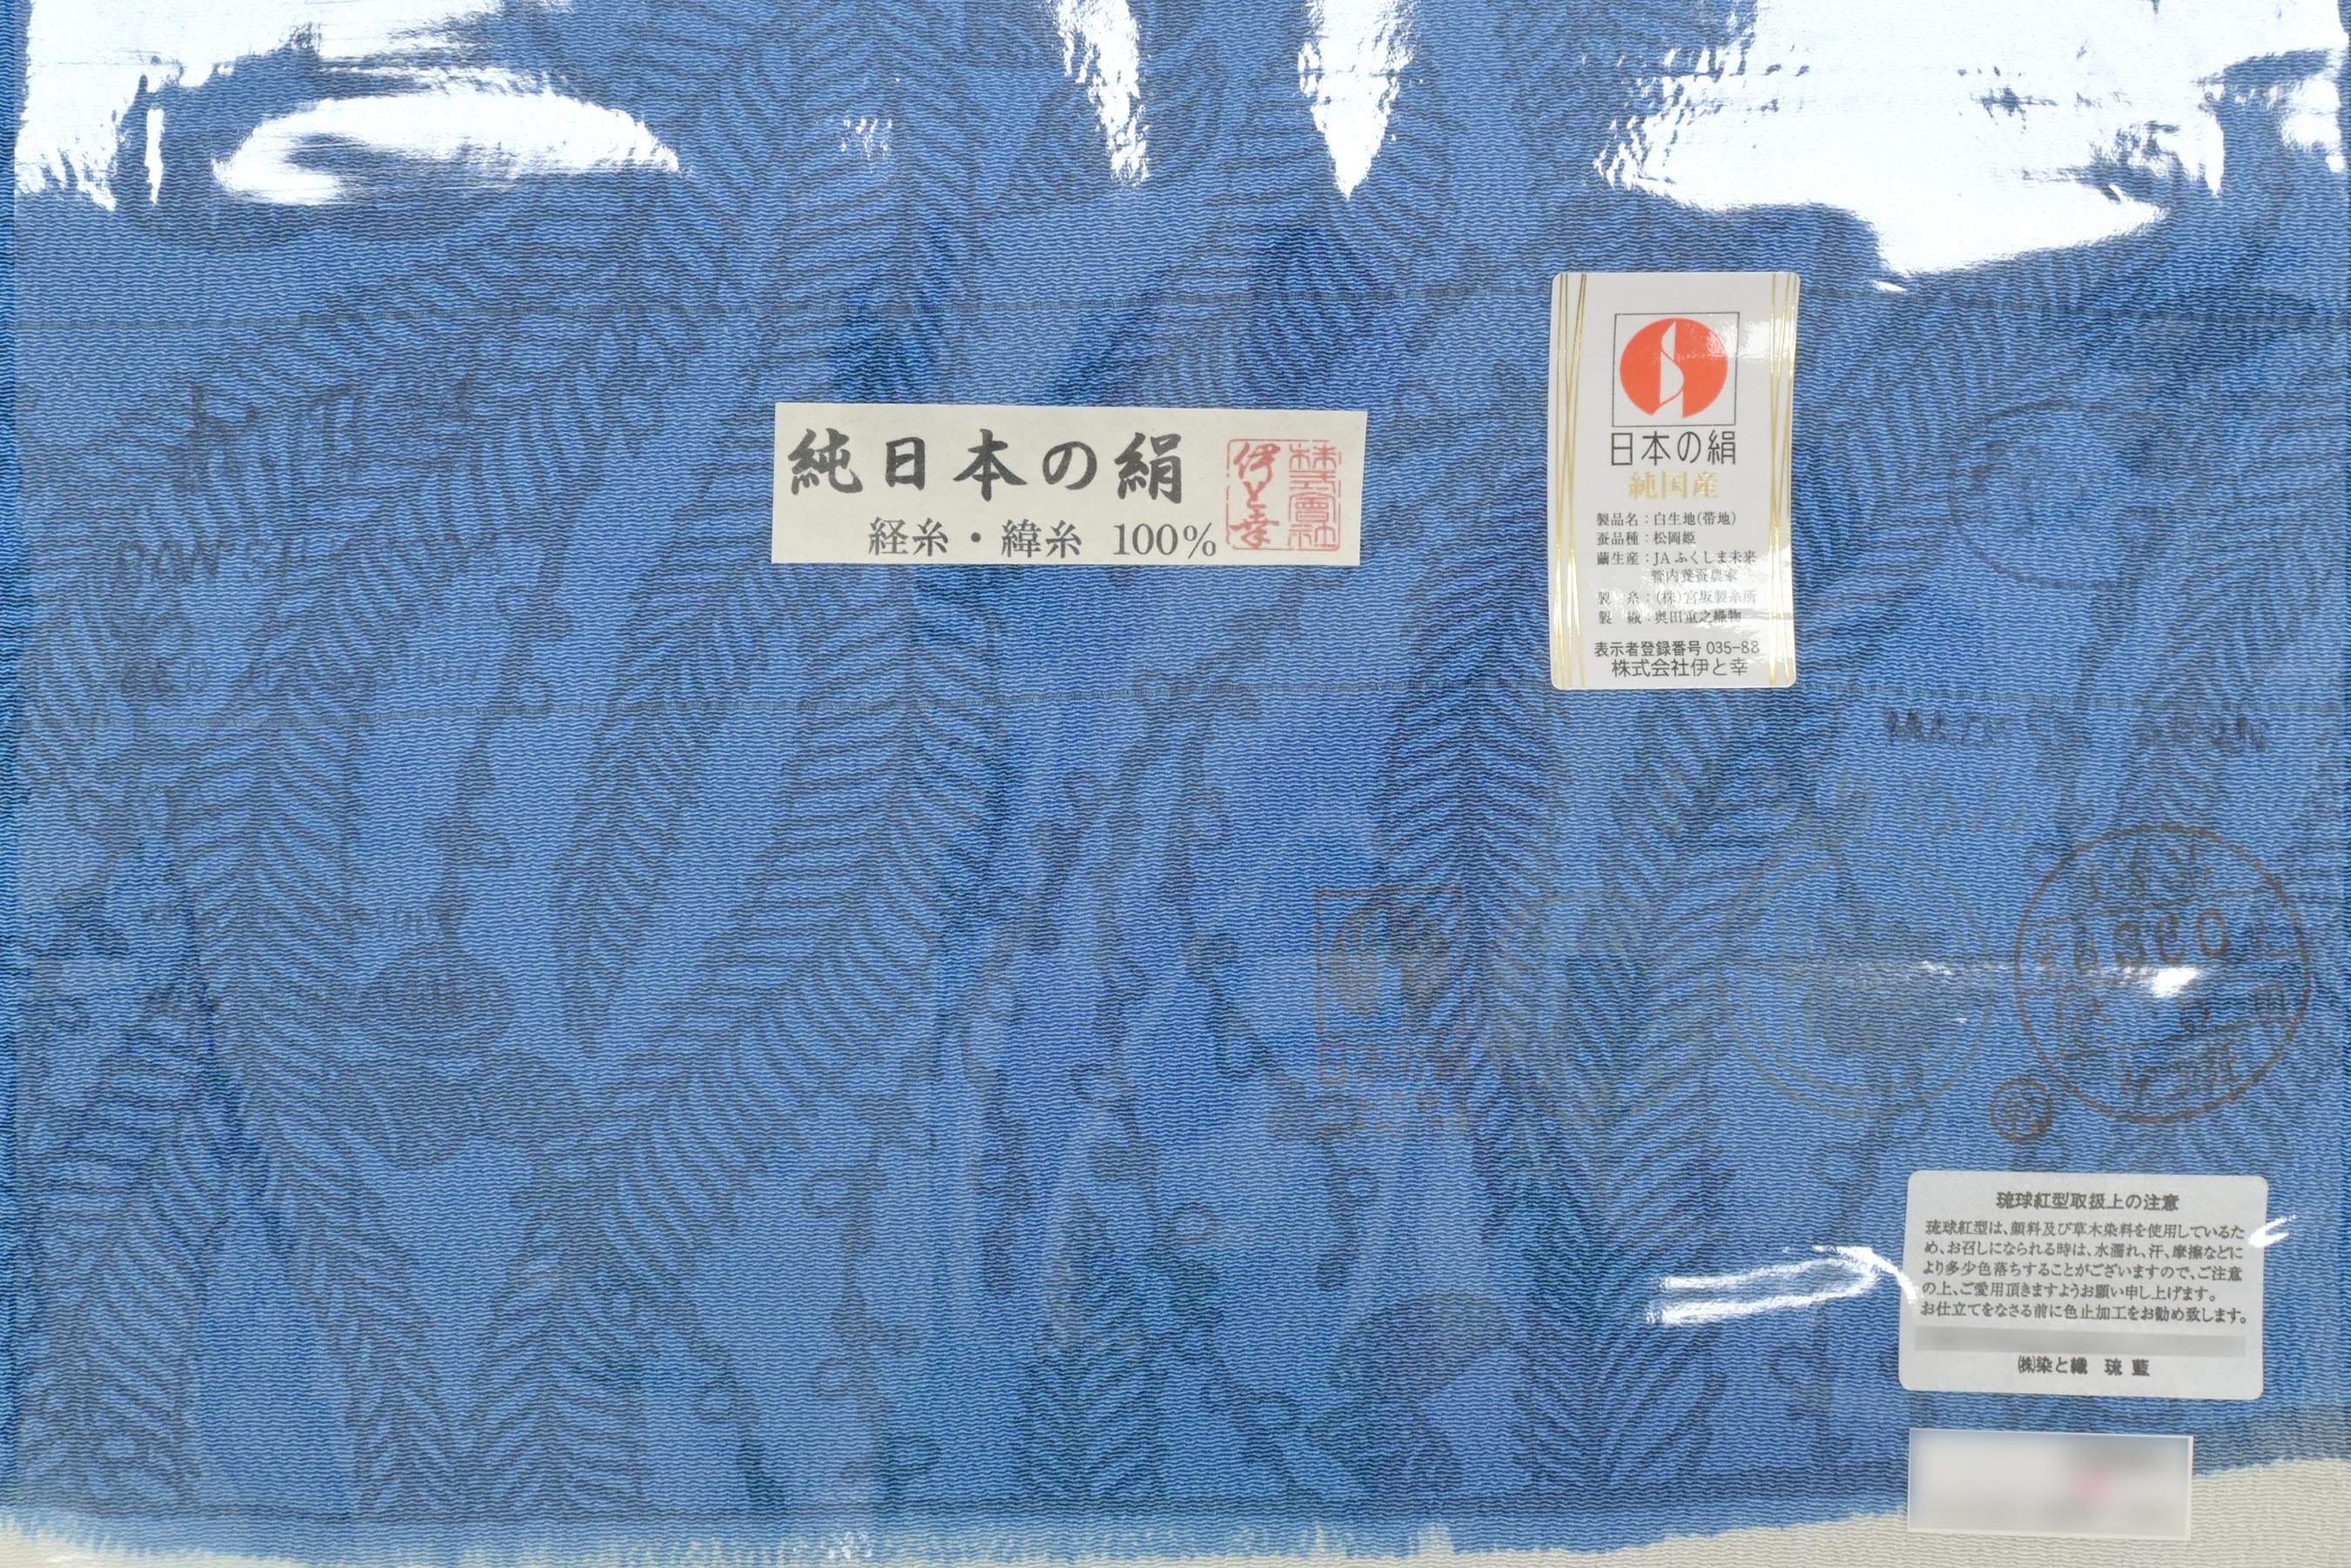 純日本の絹
経糸・緯糸 100%
株式會社
伊と幸
日本の絹
純国産
製品名：白生地(帯地)
蚕品種：松岡姫
繭生産：JAふくしま未来
管内養蚕農家
製　糸：(株)宮坂製糸所
製　織：奥田重之織物
表示者登録番号 035-88
株式会社伊と幸
琉球紅型取扱上の注意
琉球紅型は、顔料及び草木染料を使用しているた
め、お召しになられる時は、水濡れ、汗、摩擦などに
より多少色落ちすることがございますので、ご注意
の上、ご愛用頂きますようお願い申し上げます。
お仕立てをなさる前に色止加工をお勧め致します。
㈱染と織　琉 藍